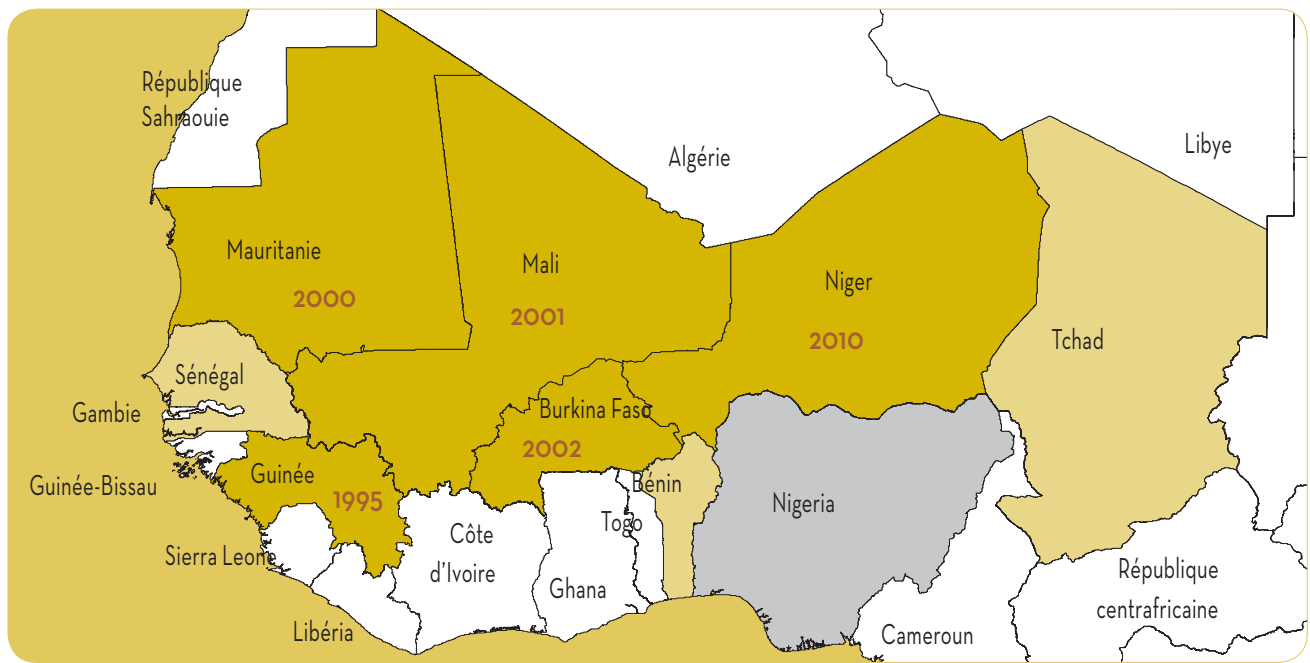 République
Sahraouie
Algérie
Libye
Mauritanie
2000
Mali
2001
Niger
2010
Tchad
Sénégal
Gambie
Burkina Faso
2002
Guinée
1995
Guinée-Bissau
Bénin
Nigeria
Togo
Côte
d'Ivoire
Sierra Leone
Ghana
République
centrafricaine
Libéria
Cameroun